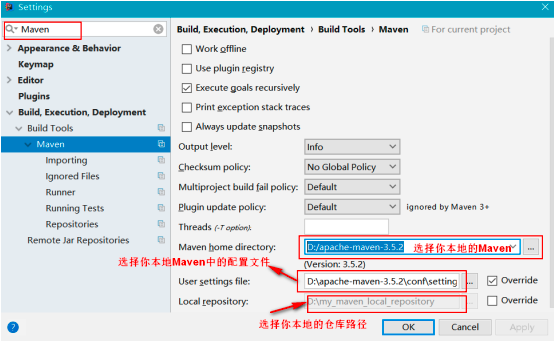 Settings
Maven
Appearance & Behavior
Keymap
Editor
Plugins
Build, Execution, Deployment
Build Tools
Maven
Importing
Ignored Files
Runner
Running Tests
Repositories
Remote Jar Repositories
Build, Execution, Deployment › Build Tools › Maven For current project
Work offline
Use plugin registry
Execute goals recursively
Print exception stack traces
Always update snapshots
Output level: Info
Checksum policy: No Global Policy
Multiproject build fail policy: Default
Plugin update policy: Default ignored by Maven 3+
Threads (-T option):
Maven home directory: D:/apache-maven-3.5.2 选择你本地的Maven ...
选择你本地Maven中的配置文件 (Version: 3.5.2)
User settings file: D:\apache-maven-3.5.2\conf\setting ... Override
Local repository: D:\my_maven_local_repository ... Override
选择你本地的仓库路径
? OK Cancel Apply